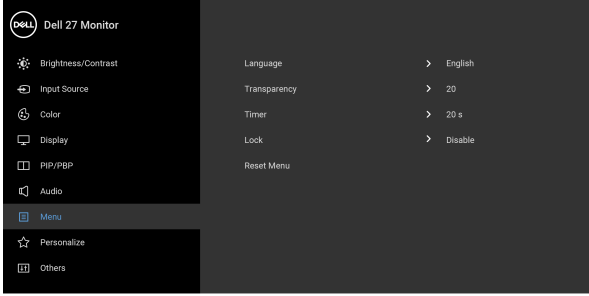 DELL Dell 27 Monitor
Brightness/Contrast
Input Source
Color
Display
PIP/PBP
Audio
Menu
Personalize
Others
Language > English
Transparency > 20
Timer > 20 s
Lock > Disable
Reset Menu